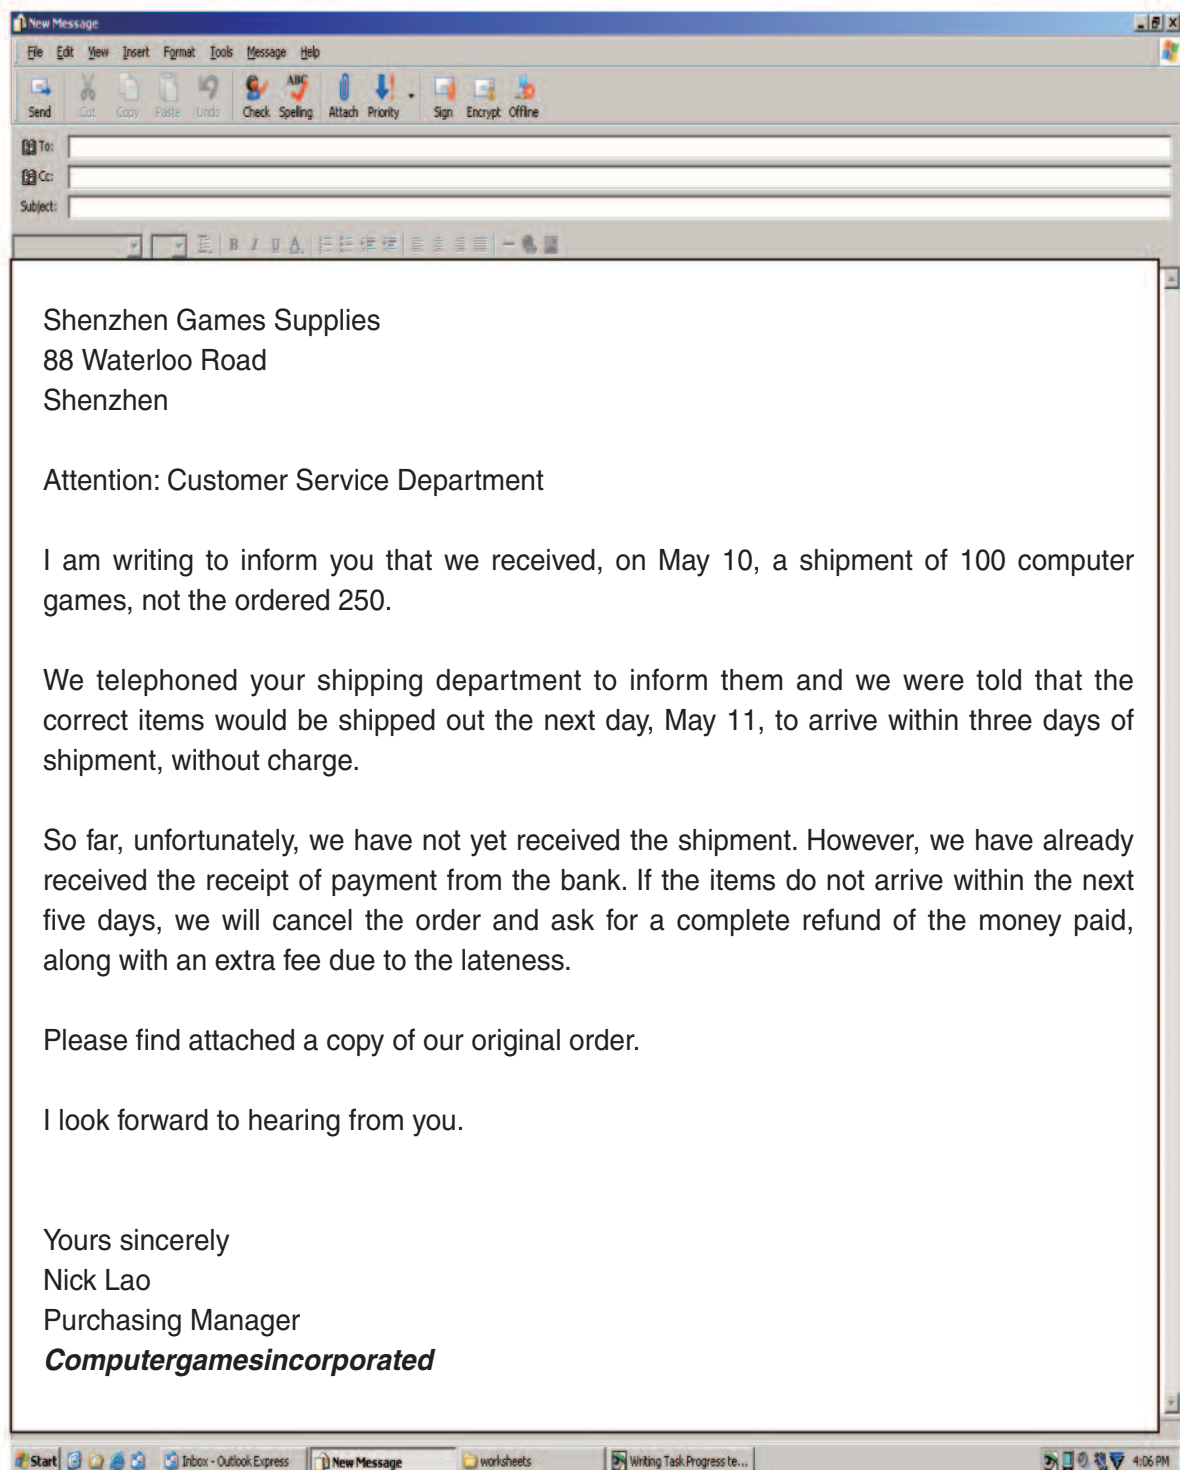 New Message
File Edit View Insert Format Tools Message Help
ABC
Send Cut Copy Paste Undo Check Spelling Attach Priority Sign Encrypt Offline
To:
Cc:
Subject:
B I U A
Shenzhen Games Supplies
88 Waterloo Road
Shenzhen
Attention: Customer Service Department
I am writing to inform you that we received, on May 10, a shipment of 100 computer
games, not the ordered 250.
We telephoned your shipping department to inform them and we were told that the
correct items would be shipped out the next day, May 11, to arrive within three days of
shipment, without charge.
So far, unfortunately, we have not yet received the shipment. However, we have already
received the receipt of payment from the bank. If the items do not arrive within the next
five days, we will cancel the order and ask for a complete refund of the money paid,
along with an extra fee due to the lateness.
Please find attached a copy of our original order.
I look forward to hearing from you.
Yours sincerely
Nick Lao
Purchasing Manager
Computergamesincorporated
Start Inbox - Outlook Express New Message worksheets Writing Task Progress te... 4:06 PM